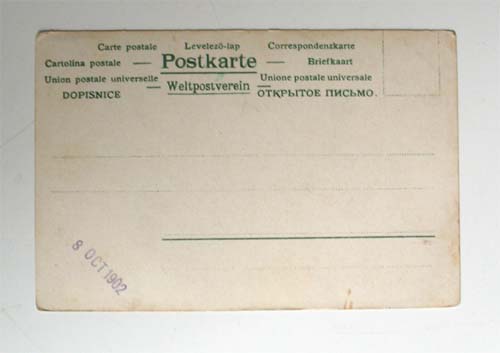 Carte postale Levelező-lap Correspondenzkarte
Cartolina postale — Postkarte — Briefkaart
Union postale universelle — Weltpostverein — Unione postale universale
DOPISNICE ОТКРЫТОЕ ПИСЬМО.
8 OCT 1902